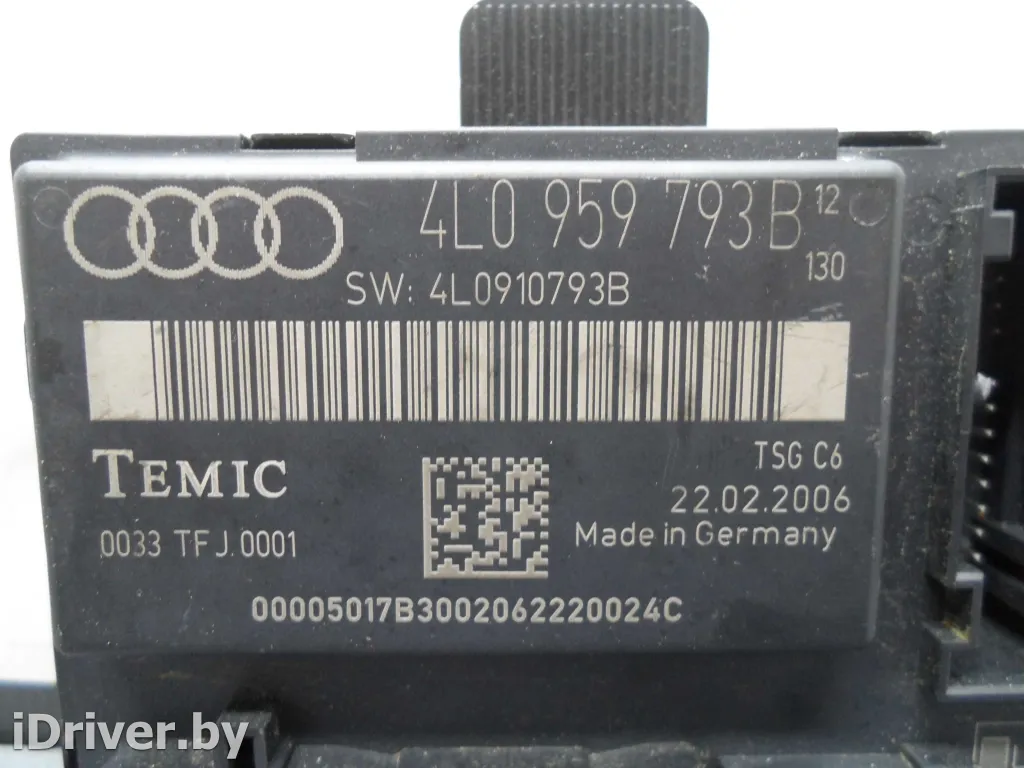 4L0 959 793B 12
130
SW: 4L0910793B
TEMIC
TSG C6
22.02.2006
0033 TFJ.0001
Made in Germany
00005017B3002062220024C
iDriver.by